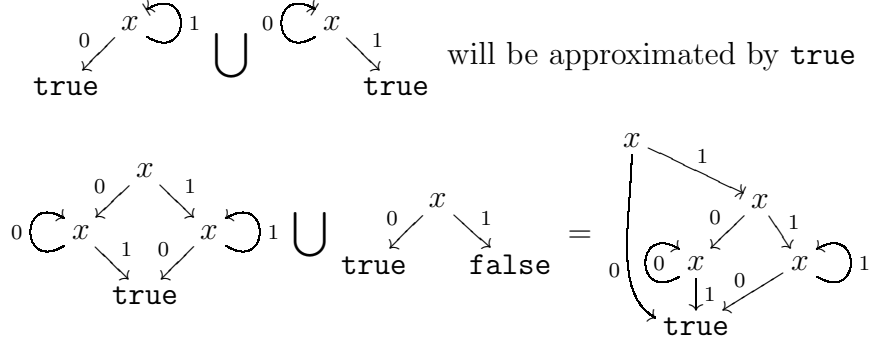 x
0 1
true
⋃
x
0 1
true
will be approximated by true
x
0 1
0 x x 1
1 0
true
⋃
x
0 1
true false
=
x
1
x
0 1
0 x x 1
0 1 0
true